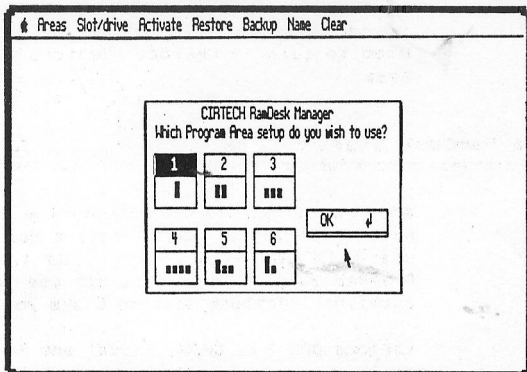 Areas Slot/drive Activate Restore Backup Name Clear
CIRTECH RamDesk Manager
Which Program Area setup do you wish to use?
1 2 3
OK
4 5 6